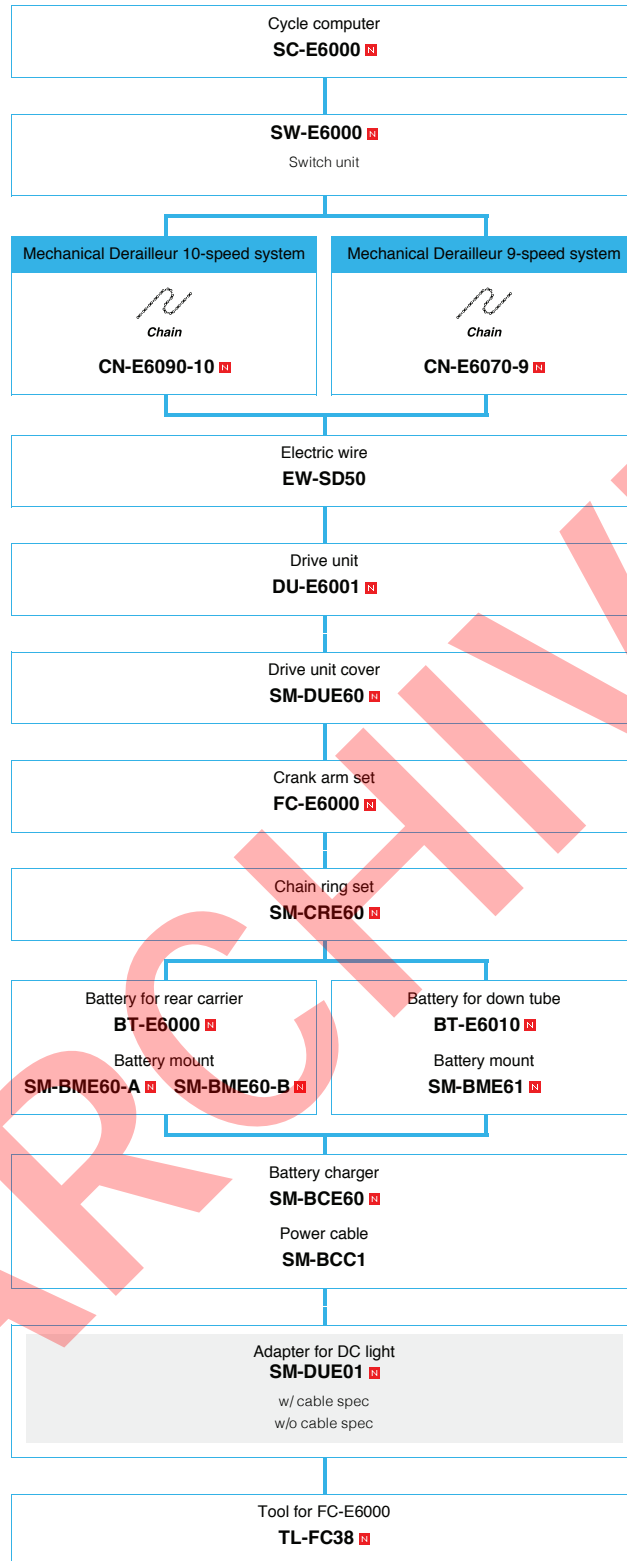 Cycle computer
SC-E6000 N
SW-E6000 N
Switch unit
Mechanical Derailleur 10-speed system
Mechanical Derailleur 9-speed system
Chain
Chain
CN-E6090-10 N
CN-E6070-9 N
Electric wire
EW-SD50
Drive unit
DU-E6001 N
Drive unit cover
SM-DUE60 N
Crank arm set
FC-E6000 N
Chain ring set
SM-CRE60 N
Battery for rear carrier
BT-E6000 N
Battery mount
SM-BME60-A N SM-BME60-B N
Battery for down tube
BT-E6010 N
Battery mount
SM-BME61 N
Battery charger
SM-BCE60 N
Power cable
SM-BCC1
Adapter for DC light
SM-DUE01 N
w/ cable spec
w/o cable spec
Tool for FC-E6000
TL-FC38 N
ARCHIV